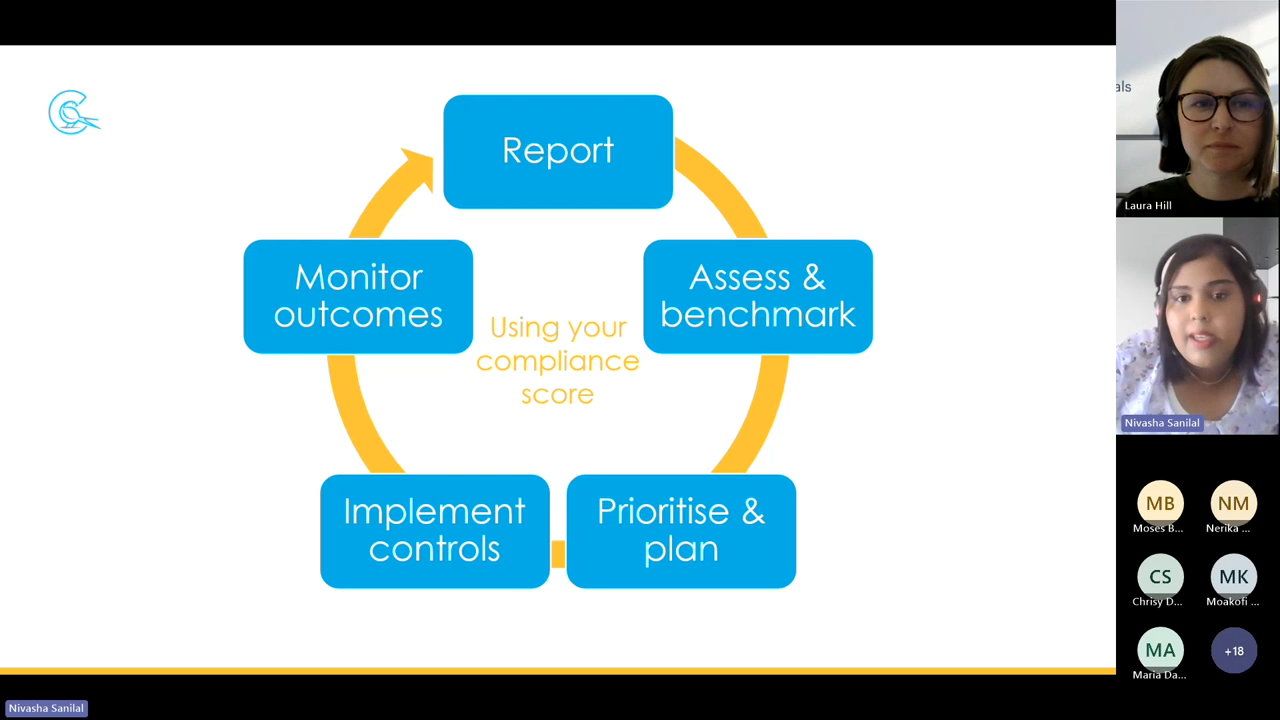 Report
Assess &
benchmark
Prioritise &
plan
Implement
controls
Monitor
outcomes
Using your
compliance
score
als
Laura Hill
Nivasha Sanilal
MB
Moses B...
NM
Nerika ...
CS
Chrisy D...
MK
Moakofi ...
MA
Maria Da...
+18
Nivasha Sanilal